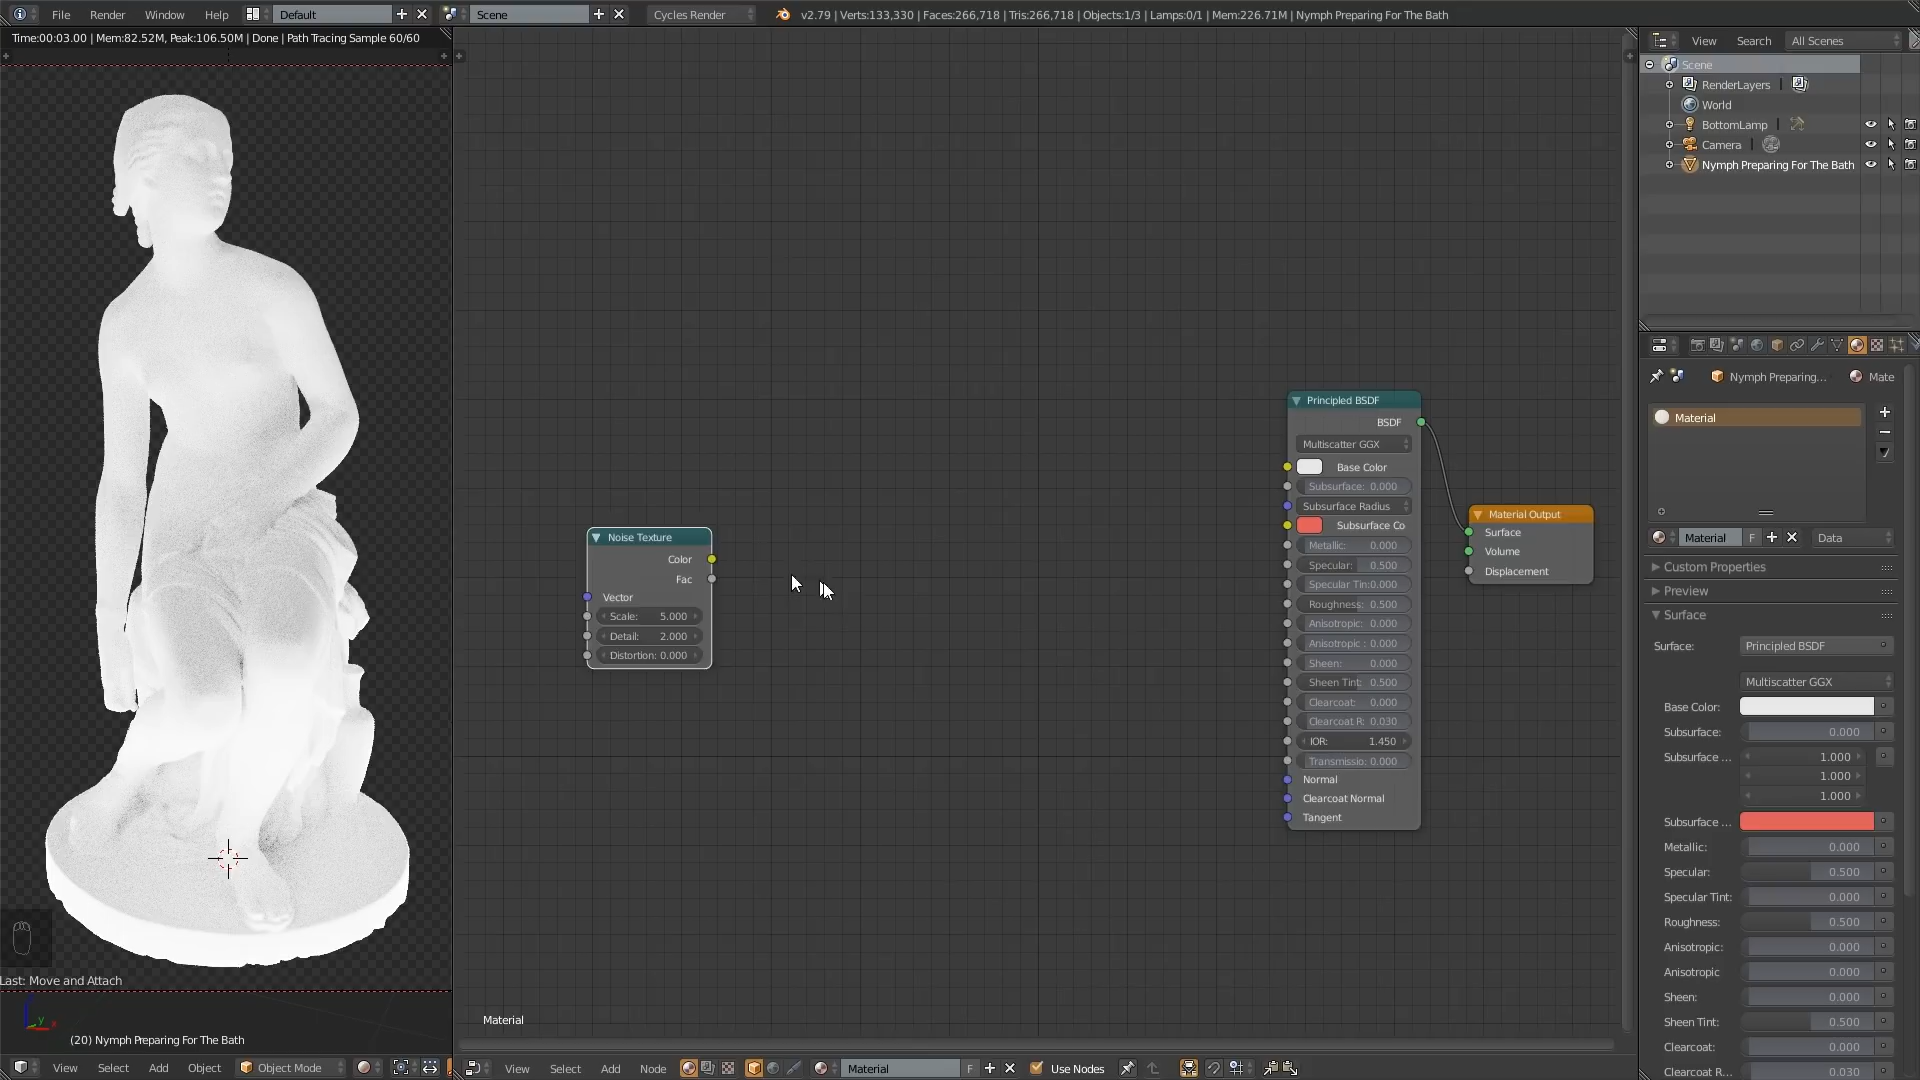 File Render Window Help Default Scene Cycles Render v2.79 | Verts:133,330 | Faces:266,718 | Tris:266,718 | Objects:1/3 | Lamps:0/1 | Mem:226.71M | Nymph Preparing For The Bath
Time:00:03.00 | Mem:82.52M, Peak:106.50M | Done | Path Tracing Sample 60/60
View Search All Scenes
Scene
RenderLayers
World
BottomLamp
Camera
Nymph Preparing For The Bath
Noise Texture
Color
Fac
Vector
Scale: 5.000
Detail: 2.000
Distortion: 0.000
Principled BSDF
BSDF
Multiscatter GGX
Base Color
Subsurface: 0.000
Subsurface Radius
Subsurface Co
Metallic: 0.000
Specular: 0.500
Specular Tin:0.000
Roughness: 0.500
Anisotropic: 0.000
Anisotropic : 0.000
Sheen: 0.000
Sheen Tint: 0.500
Clearcoat: 0.000
Clearcoat R: 0.030
IOR: 1.450
Transmissio: 0.000
Normal
Clearcoat Normal
Tangent
Material Output
Surface
Volume
Displacement
Nymph Preparing... Mate
Material
Material F Data
Custom Properties
Preview
Surface
Surface: Principled BSDF
Multiscatter GGX
Base Color:
Subsurface: 0.000
Subsurface ... 1.000
1.000
1.000
Subsurface ...
Metallic: 0.000
Specular: 0.500
Specular Tint: 0.000
Roughness: 0.500
Anisotropic: 0.000
Anisotropic 0.000
Sheen: 0.000
Sheen Tint: 0.500
Clearcoat: 0.000
Clearcoat R... 0.030
Last: Move and Attach
y x
(20) Nymph Preparing For The Bath
Material
View Select Add Object Object Mode
View Select Add Node Material F Use Nodes